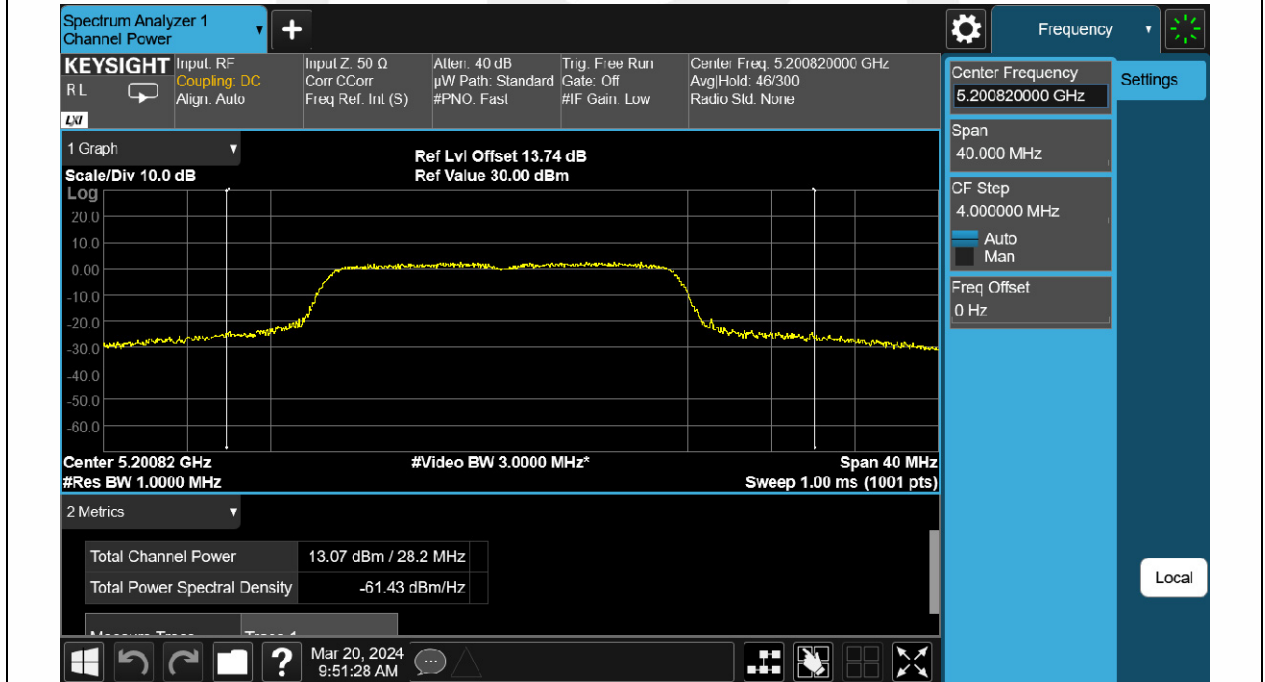 Spectrum Analyzer 1
Channel Power
+
Frequency
KEYSIGHT
RL
LXI
Input: RF
Coupling: DC
Align: Auto
Input Z: 50 Ω
Corr CCorr
Freq Ref: Int (S)
Atten: 40 dB
µW Path: Standard
#PNO: Fast
Trig: Free Run
Gate: Off
#IF Gain: Low
Center Freq: 5.200820000 GHz
Avg|Hold: 46/300
Radio Std: None
Center Frequency
5.200820000 GHz
Settings
Span
40.000 MHz
CF Step
4.000000 MHz
Auto
Man
Freq Offset
0 Hz
1 Graph
Scale/Div 10.0 dB
Ref Lvl Offset 13.74 dB
Ref Value 30.00 dBm
Log
20.0
10.0
0.00
-10.0
-20.0
-30.0
-40.0
-50.0
-60.0
Center 5.20082 GHz
#Video BW 3.0000 MHz*
Span 40 MHz
#Res BW 1.0000 MHz
Sweep 1.00 ms (1001 pts)
2 Metrics
Total Channel Power 13.07 dBm / 28.2 MHz
Total Power Spectral Density -61.43 dBm/Hz
Local
?
Mar 20, 2024
9:51:28 AM